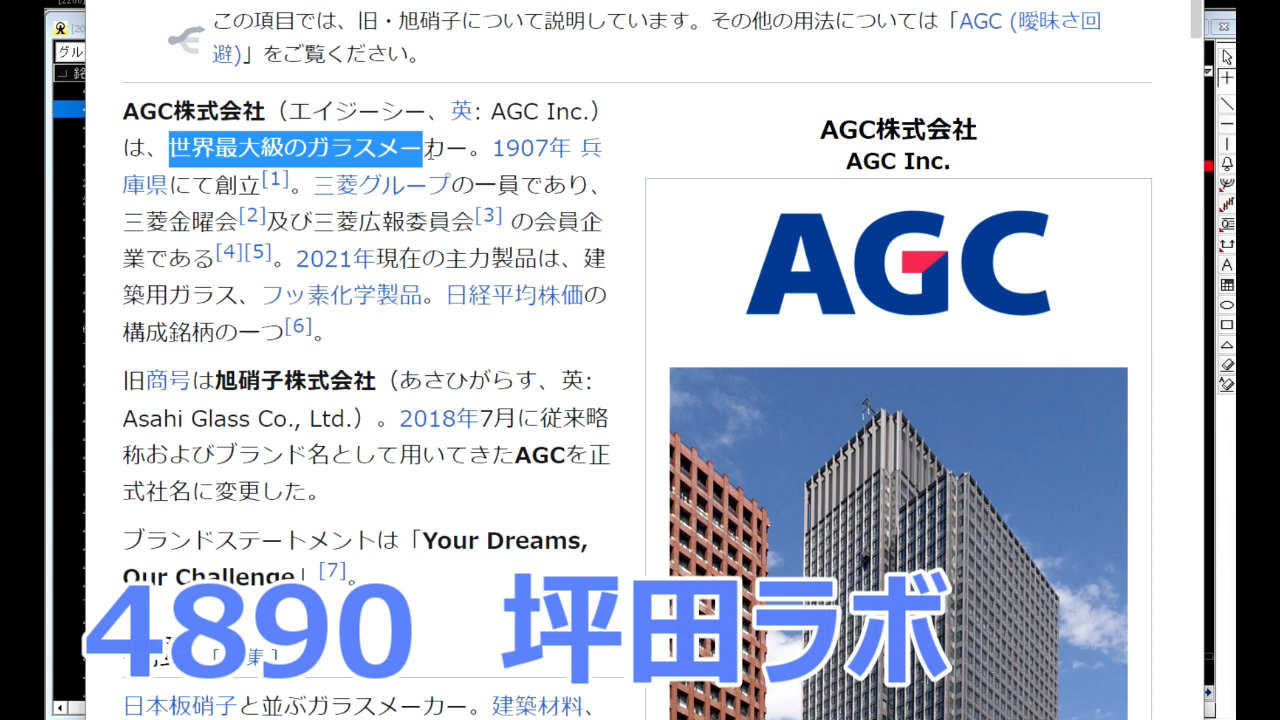 この項目では、旧・旭硝子について説明しています。その他の用法については「AGC (曖昧さ回
避)」をご覧ください。
グル
AGC株式会社（エイジーシー、英: AGC Inc.）
は、世界最大級のガラスメーカー。1907年 兵
庫県にて創立[1]。三菱グループの一員であり、
三菱金曜会[2]及び三菱広報委員会[3] の会員企
業である[4][5]。2021年現在の主力製品は、建
築用ガラス、フッ素化学製品。日経平均株価の
構成銘柄の一つ[6]。
旧商号は旭硝子株式会社（あさひがらす、英:
Asahi Glass Co., Ltd.）。2018年7月に従来略
称およびブランド名として用いてきたAGCを正
式社名に変更した。
ブランドステートメントは「Your Dreams,
Our Challenge」[7]。
日本板硝子と並ぶガラスメーカー。建築材料、
AGC株式会社
AGC Inc.
AGC
4890 坪田ラボ